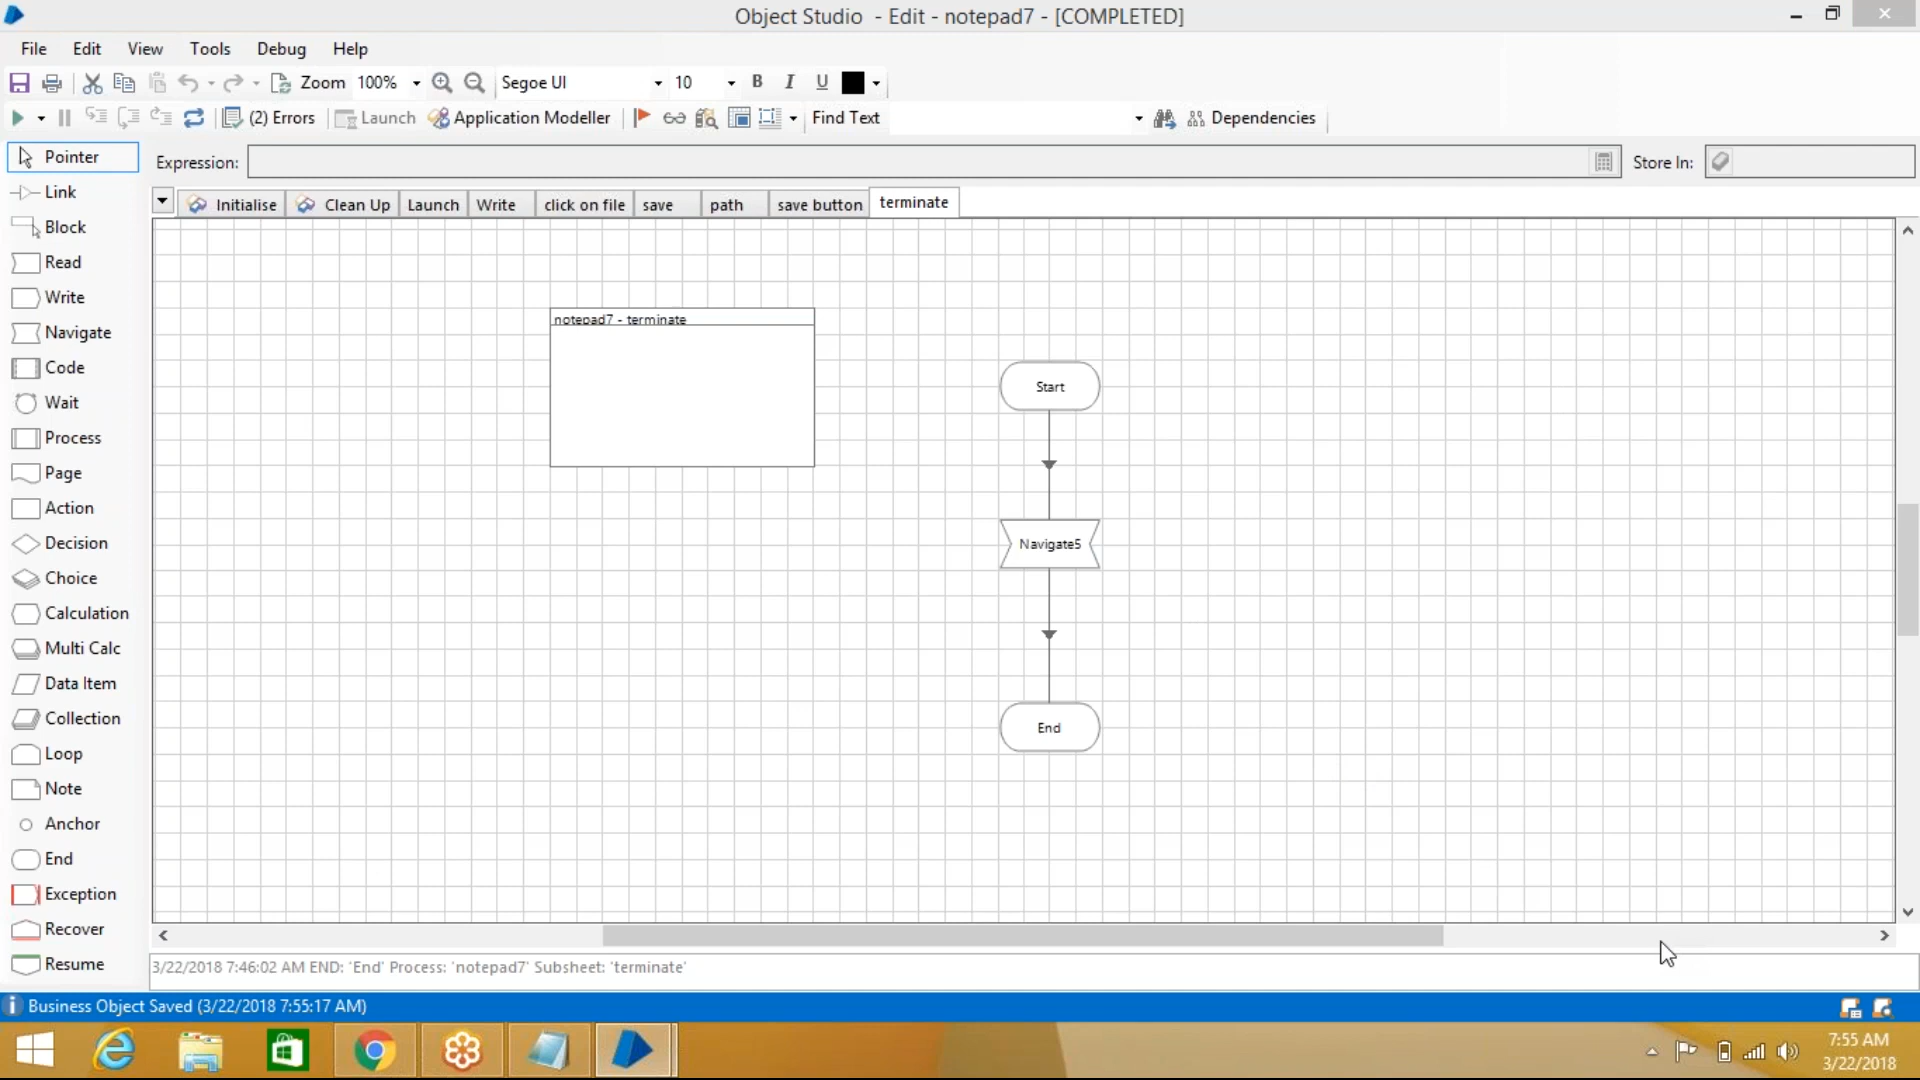 Object Studio - Edit - notepad7 - [COMPLETED]
File Edit View Tools Debug Help
Zoom 100% Segoe UI 10 B I U
(2) Errors Launch Application Modeller Find Text Dependencies
Pointer
Expression: Store In:
Link
Initialise Clean Up Launch Write click on file save path save button terminate
Block
Read
Write
Navigate
Code
Wait
Process
Page
Action
Decision
Choice
Calculation
Multi Calc
Data Item
Collection
Loop
Note
Anchor
End
Exception
Recover
Resume
notepad7 - terminate
Start
Navigate5
End
3/22/2018 7:46:02 AM END: 'End' Process: 'notepad7' Subsheet: 'terminate'
Business Object Saved (3/22/2018 7:55:17 AM)
7:55 AM
3/22/2018